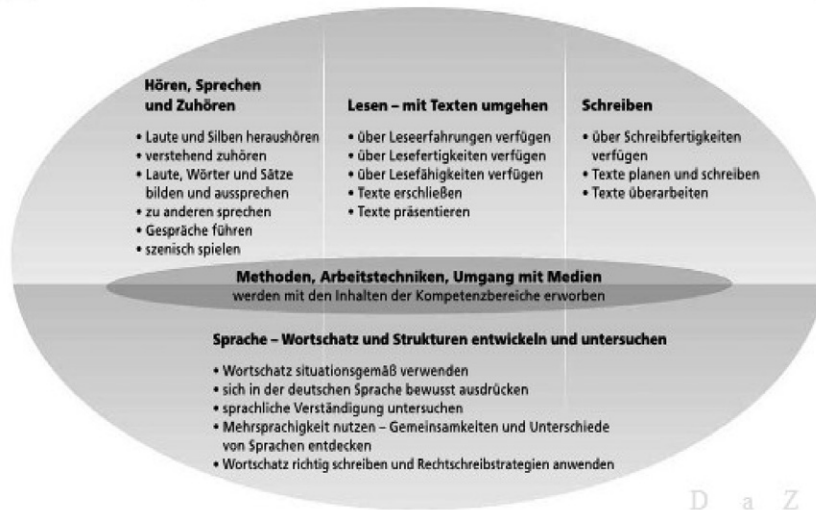 Hören, Sprechen
und Zuhören
• Laute und Silben heraushören
• verstehend zuhören
• Laute, Wörter und Sätze
bilden und aussprechen
• zu anderen sprechen
• Gespräche führen
• szenisch spielen
Lesen – mit Texten umgehen
• über Leseerfahrungen verfügen
• über Lesefertigkeiten verfügen
• über Lesefähigkeiten verfügen
• Texte erschließen
• Texte präsentieren
Schreiben
• über Schreibfertigkeiten
verfügen
• Texte planen und schreiben
• Texte überarbeiten
Methoden, Arbeitstechniken, Umgang mit Medien
werden mit den Inhalten der Kompetenzbereiche erworben
Sprache – Wortschatz und Strukturen entwickeln und untersuchen
• Wortschatz situationsgemäß verwenden
• sich in der deutschen Sprache bewusst ausdrücken
• sprachliche Verständigung untersuchen
• Mehrsprachigkeit nutzen – Gemeinsamkeiten und Unterschiede
von Sprachen entdecken
• Wortschatz richtig schreiben und Rechtschreibstrategien anwenden
D a Z